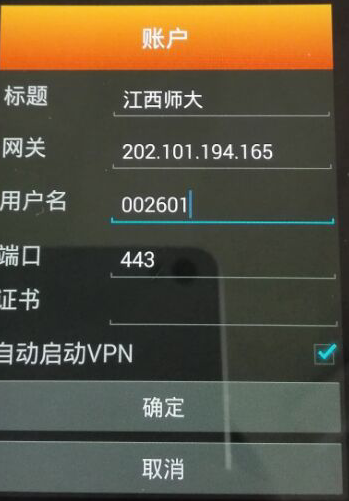 账户
标题 江西师大
网关 202.101.194.165
用户名 002601
端口 443
证书
自动启动VPN
确定
取消